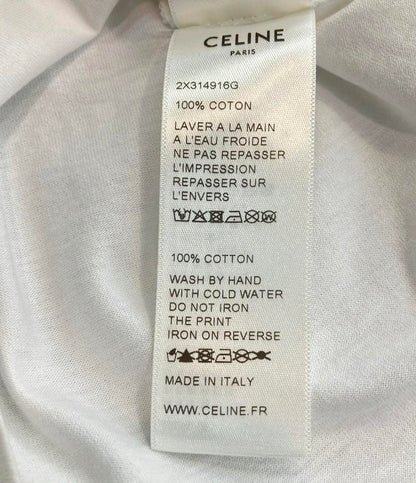 CELINE
PARIS
2X314916G
100% COTON
LAVER A LA MAIN
A L'EAU FROIDE
NE PAS REPASSER
L'IMPRESSION
REPASSER SUR
L'ENVERS
100% COTTON
WASH BY HAND
WITH COLD WATER
DO NOT IRON
THE PRINT
IRON ON REVERSE
MADE IN ITALY
WWW.CELINE.FR